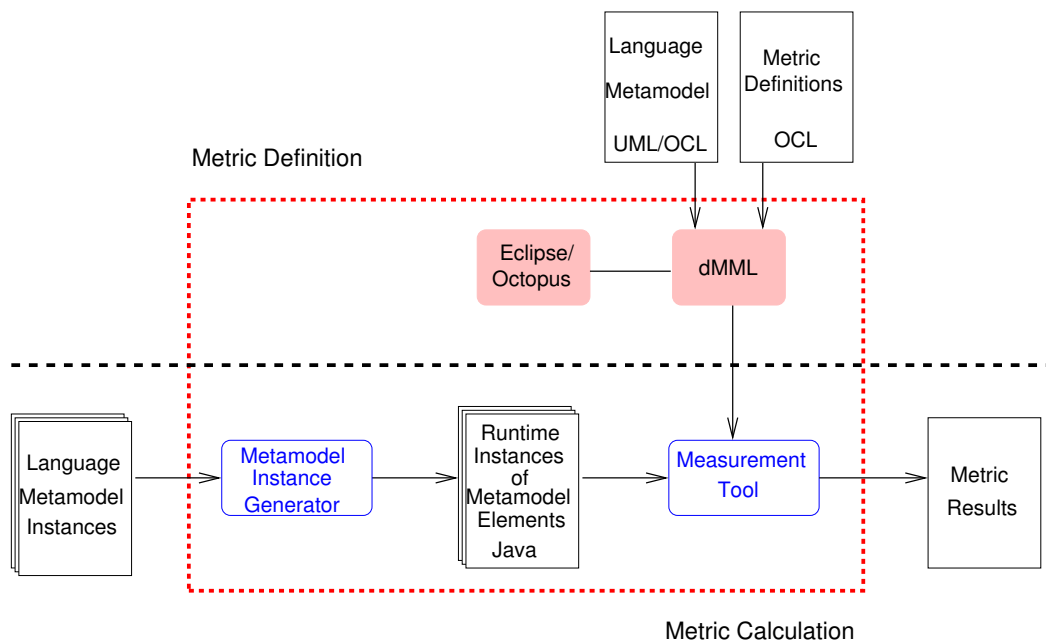 Language
Metamodel
UML/OCL
Metric
Definitions
OCL
Metric Definition
Eclipse/
Octopus
dMML
Language
Metamodel
Instances
Metamodel
Instance
Generator
Runtime
Instances
of
Metamodel
Elements
Java
Measurement
Tool
Metric
Results
Metric Calculation